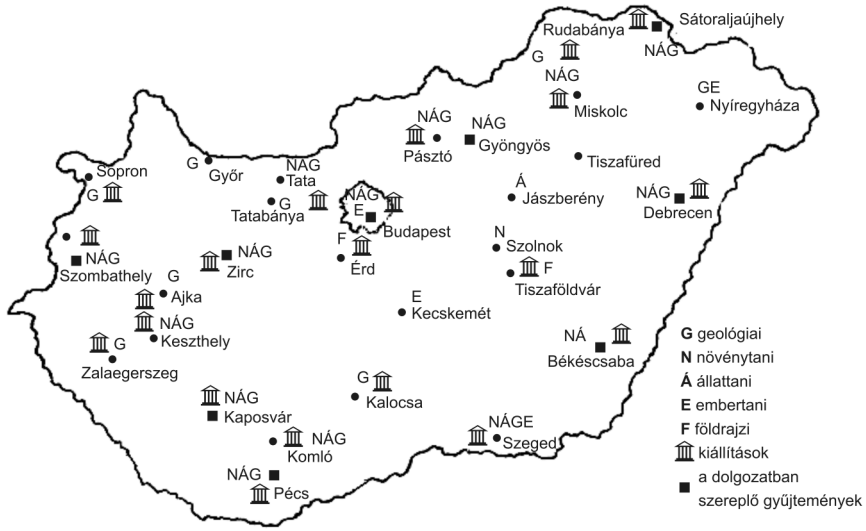 Sátoraljaújhely
Rudabánya
NÁG
G
NÁG
Miskolc
GE
Nyíregyháza
NÁG
Pásztó
NÁG
Gyöngyös
Tiszafüred
Sopron
G
G
Győr
NÁG
Tata
G
Tatabánya
NÁG
E
Budapest
Á
Jászberény
NÁG
Debrecen
NÁG
Szombathely
NÁG
Zirc
F
Érd
N
Szolnok
F
Tiszaföldvár
G
Ajka
NÁG
Keszthely
E
Kecskemét
G
Zalaegerszeg
NÁ
Békéscsaba
NÁG
Kaposvár
G
Kalocsa
NÁG
Komló
NÁGE
Szeged
NÁG
Pécs
G geológiai
N növénytani
Á állattani
E embertani
F földrajzi
kiállítások
a dolgozatban
szereplő gyűjtemények